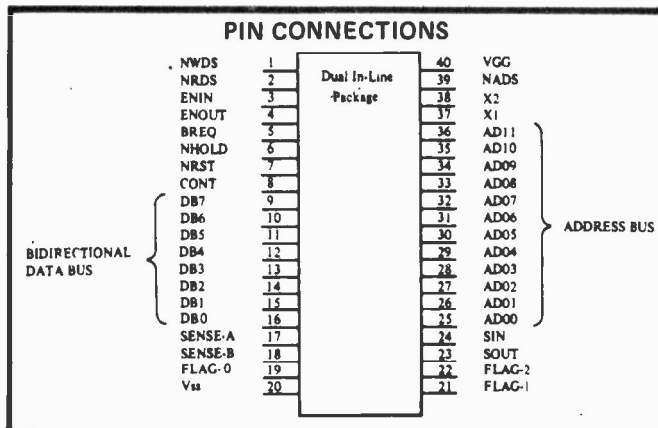 PIN CONNECTIONS
Dual In-Line
Package
NWDS 1 40 VGG
NRDS 2 39 NADS
ENIN 3 38 X2
ENOUT 4 37 X1
BREQ 5 36 AD11
NHOLD 6 35 AD10
NRST 7 34 AD09
CONT 8 33 AD08
DB7 9 32 AD07
DB6 10 31 AD06
DB5 11 30 AD05
DB4 12 29 AD04
DB3 13 28 AD03
DB2 14 27 AD02
DB1 15 26 AD01
DB0 16 25 AD00
SENSE-A 17 24 SIN
SENSE-B 18 23 SOUT
FLAG-0 19 22 FLAG-2
Vss 20 21 FLAG-1
BIDIRECTIONAL
DATA BUS
ADDRESS BUS